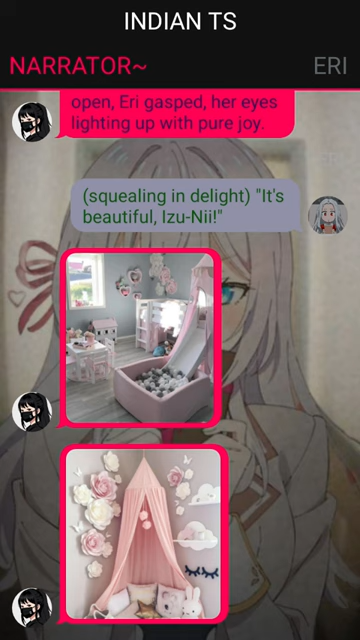 INDIAN TS
NARRATOR~
ERI
open, Eri gasped, her eyes
lighting up with pure joy.
(squealing in delight) "It's
beautiful, Izu-Nii!"